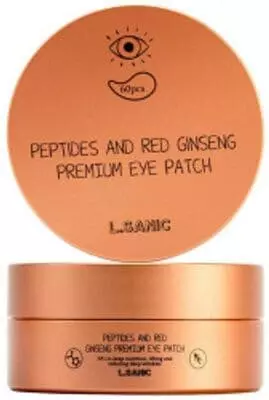 60pcs
PEPTIDES AND RED GINSENG
PREMIUM EYE PATCH
L.SANIC
PEPTIDES AND RED
GINSENG PREMIUM EYE PATCH
L.SANIC